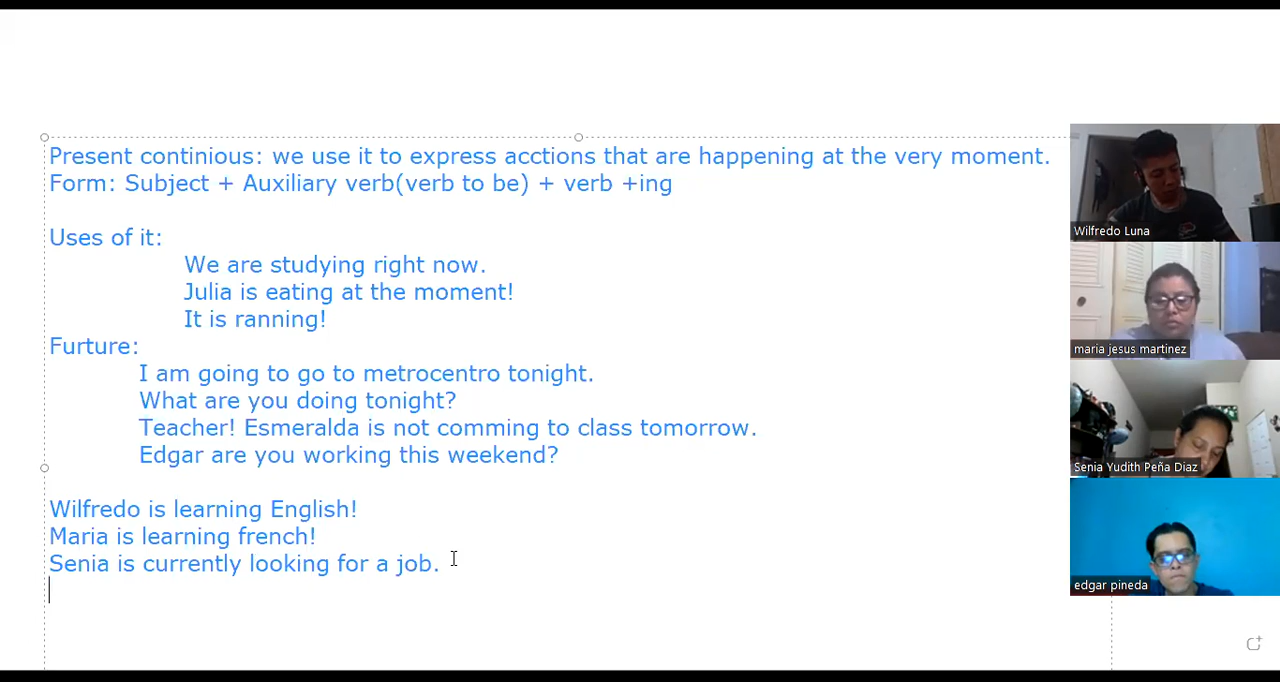 Present continious: we use it to express acctions that are happening at the very moment.
Form: Subject + Auxiliary verb(verb to be) + verb +ing
Uses of it:
We are studying right now.
Julia is eating at the moment!
It is ranning!
Furture:
I am going to go to metrocentro tonight.
What are you doing tonight?
Teacher! Esmeralda is not comming to class tomorrow.
Edgar are you working this weekend?
Wilfredo is learning English!
Maria is learning french!
Senia is currently looking for a job.
Wilfredo Luna
maria jesus martinez
Senia Yudith Peña Diaz
edgar pineda